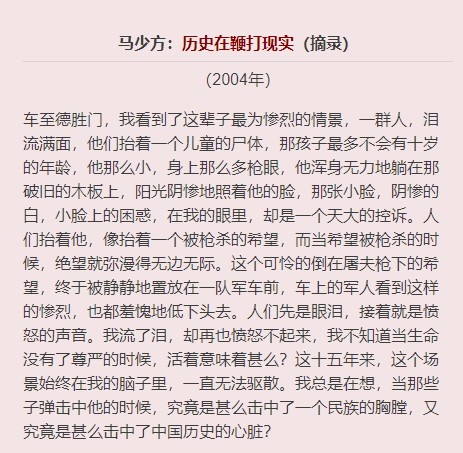 马少方：历史在鞭打现实（摘录）
（2004年）
车至德胜门，我看到了这辈子最为惨烈的情景，一群人，泪
流满面，他们抬着一个儿童的尸体，那孩子最多不会有十岁
的年龄，他那么小，身上那么多枪眼，他浑身无力地躺在那
破旧的木板上，阳光阴惨地照着他的脸，那张小脸，阴惨的
白，小脸上的困惑，在我的眼里，却是一个天大的控诉。人
们抬着他，像抬着一个被枪杀的希望，而当希望被枪杀的时
候，绝望就弥漫得无边无际。这个可怜的倒在屠夫枪下的希
望，终于被静静地置放在一队军车前，车上的军人看到这样
的惨烈，也都羞愧地低下头去。人们先是眼泪，接着就是愤
怒的声音。我流了泪，却再也愤怒不起来，我不知道当生命
没有了尊严的时候，活着意味着甚么？这十五年来，这个场
景始终在我的脑子里，一直无法驱散。我总是在想，当那些
子弹击中他的时候，究竟是甚么击中了一个民族的胸膛，又
究竟是甚么击中了中国历史的心脏？